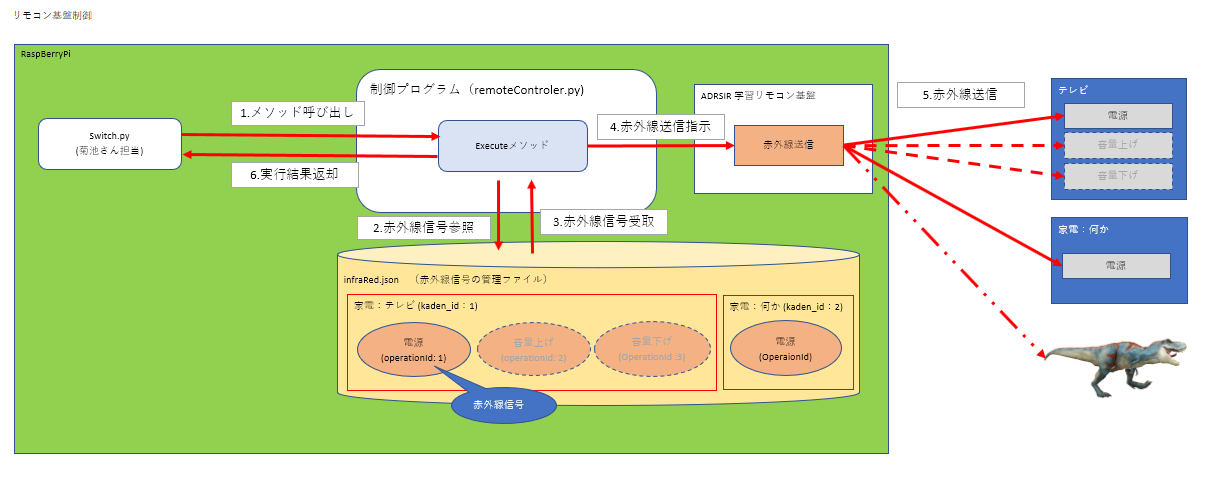 リモコン基盤制御
RaspBerryPi
制御プログラム（remoteControler.py)
1.メソッド呼び出し
Switch.py
(菊池さん担当)
Executeメソッド
6.実行結果返却
4.赤外線送信指示
ADRSIR 学習リモコン基盤
赤外線送信
5.赤外線送信
テレビ
電源
音量上げ
音量下げ
家電：何か
電源
2.赤外線信号参照
3.赤外線信号受取
infraRed.json　（赤外線信号の管理ファイル）
家電：テレビ (kaden_id：1)
電源
(operationId: 1)
音量上げ
(operationId: 2)
音量下げ
(OperationId :3)
家電：何か (kaden_id：2)
電源
(OperaionId)
赤外線信号